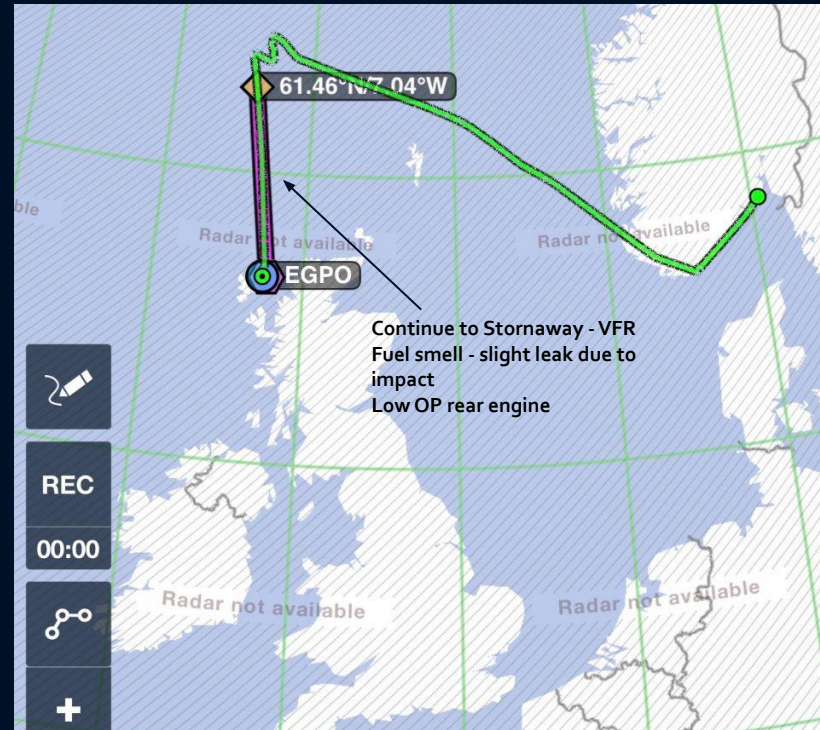 61.46°N/7.04°W
ble
Radar not available
Radar not available
EGPO
Continue to Stornaway - VFR
Fuel smell - slight leak due to
impact
Low OP rear engine
REC
00:00
Radar not available
Radar not available